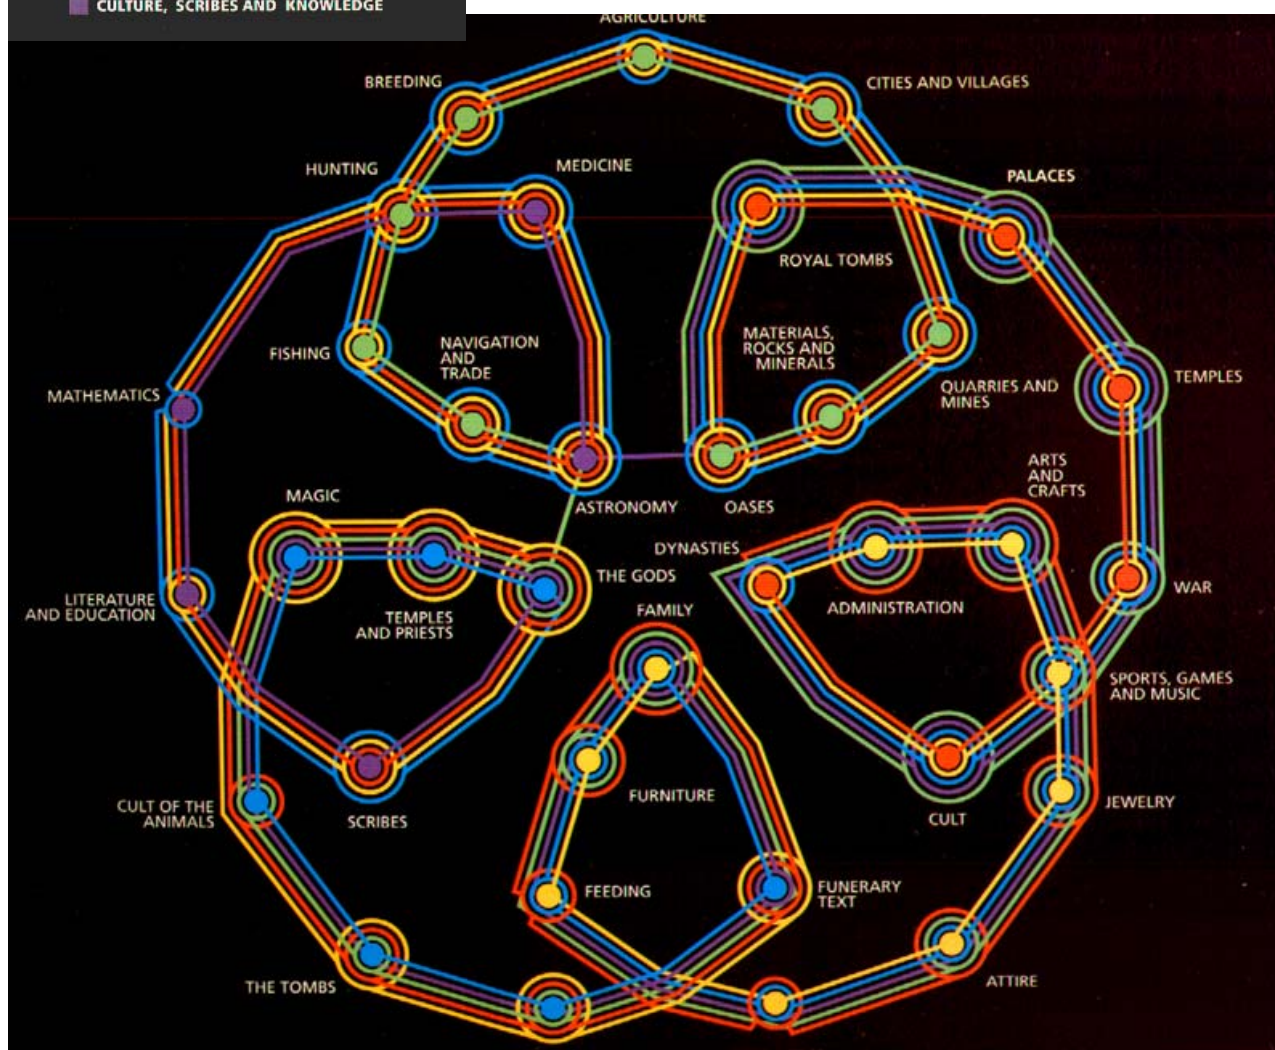 CULTURE, SCRIBES AND KNOWLEDGE
AGRICULTURE
BREEDING
CITIES AND VILLAGES
HUNTING
MEDICINE
PALACES
ROYAL TOMBS
FISHING
NAVIGATION
AND
TRADE
MATERIALS,
ROCKS AND
MINERALS
TEMPLES
MATHEMATICS
QUARRIES AND
MINES
ARTS
AND
CRAFTS
MAGIC
ASTRONOMY
OASES
DYNASTIES
THE GODS
WAR
LITERATURE
AND EDUCATION
TEMPLES
AND PRIESTS
FAMILY
ADMINISTRATION
SPORTS, GAMES
AND MUSIC
FURNITURE
CULT OF THE
ANIMALS
SCRIBES
CULT
JEWELRY
FEEDING
FUNERARY
TEXT
THE TOMBS
ATTIRE